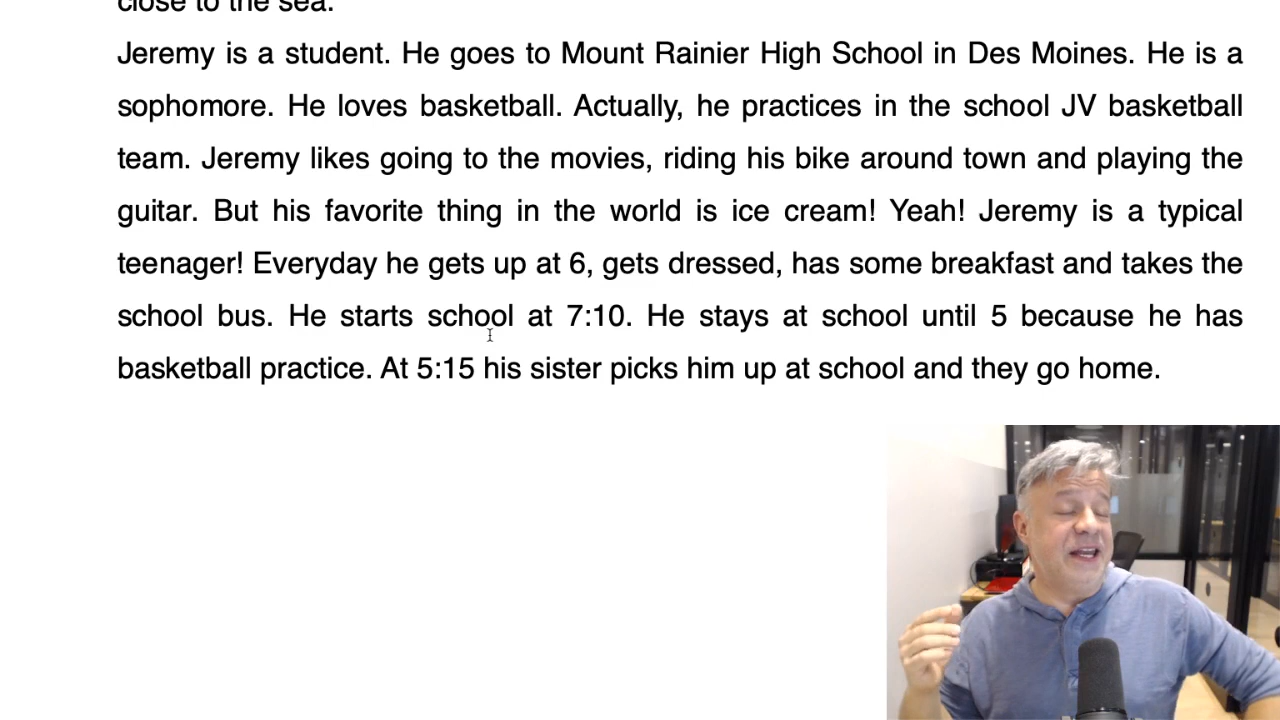 close to the sea.
Jeremy is a student. He goes to Mount Rainier High School in Des Moines. He is a
sophomore. He loves basketball. Actually, he practices in the school JV basketball
team. Jeremy likes going to the movies, riding his bike around town and playing the
guitar. But his favorite thing in the world is ice cream! Yeah! Jeremy is a typical
teenager! Everyday he gets up at 6, gets dressed, has some breakfast and takes the
school bus. He starts school at 7:10. He stays at school until 5 because he has
basketball practice. At 5:15 his sister picks him up at school and they go home.